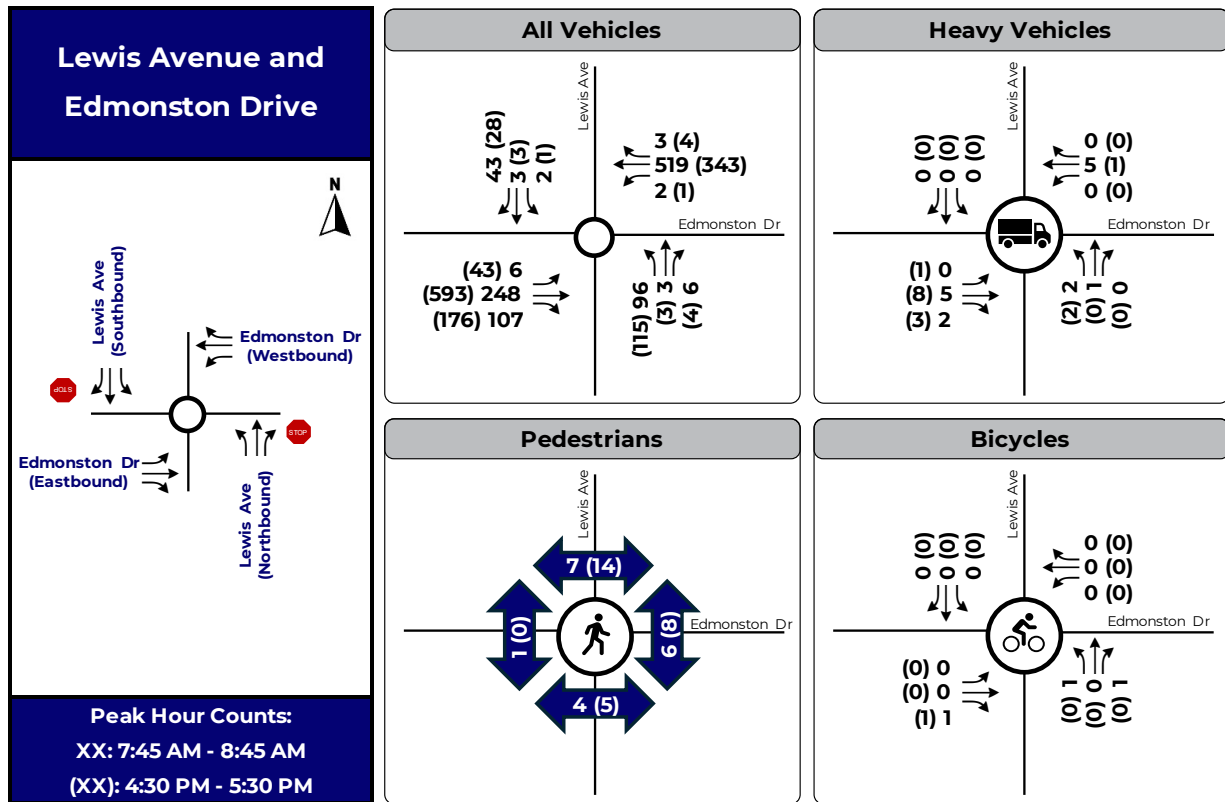 Lewis Avenue and
Edmonston Drive
N
Lewis Ave
(Southbound)
Edmonston Dr
(Westbound)
STOP
STOP
Edmonston Dr
(Eastbound)
Lewis Ave
(Northbound)
Peak Hour Counts:
XX: 7:45 AM - 8:45 AM
(XX): 4:30 PM - 5:30 PM
All Vehicles
Lewis Ave
43 (28)
3 (3)
2 (1)
3 (4)
519 (343)
2 (1)
Edmonston Dr
(43) 6
(593) 248
(176) 107
(115) 96
(3) 3
(4) 6
Heavy Vehicles
Lewis Ave
0 (0)
0 (0)
0 (0)
0 (0)
5 (1)
0 (0)
Edmonston Dr
(1) 0
(8) 5
(3) 2
(2) 2
(0) 1
(0) 0
Pedestrians
Lewis Ave
7 (14)
1 (0)
6 (8)
4 (5)
Edmonston Dr
Bicycles
Lewis Ave
0 (0)
0 (0)
0 (0)
0 (0)
0 (0)
0 (0)
Edmonston Dr
(0) 0
(0) 0
(1) 1
(0) 1
(0) 0
(0) 1